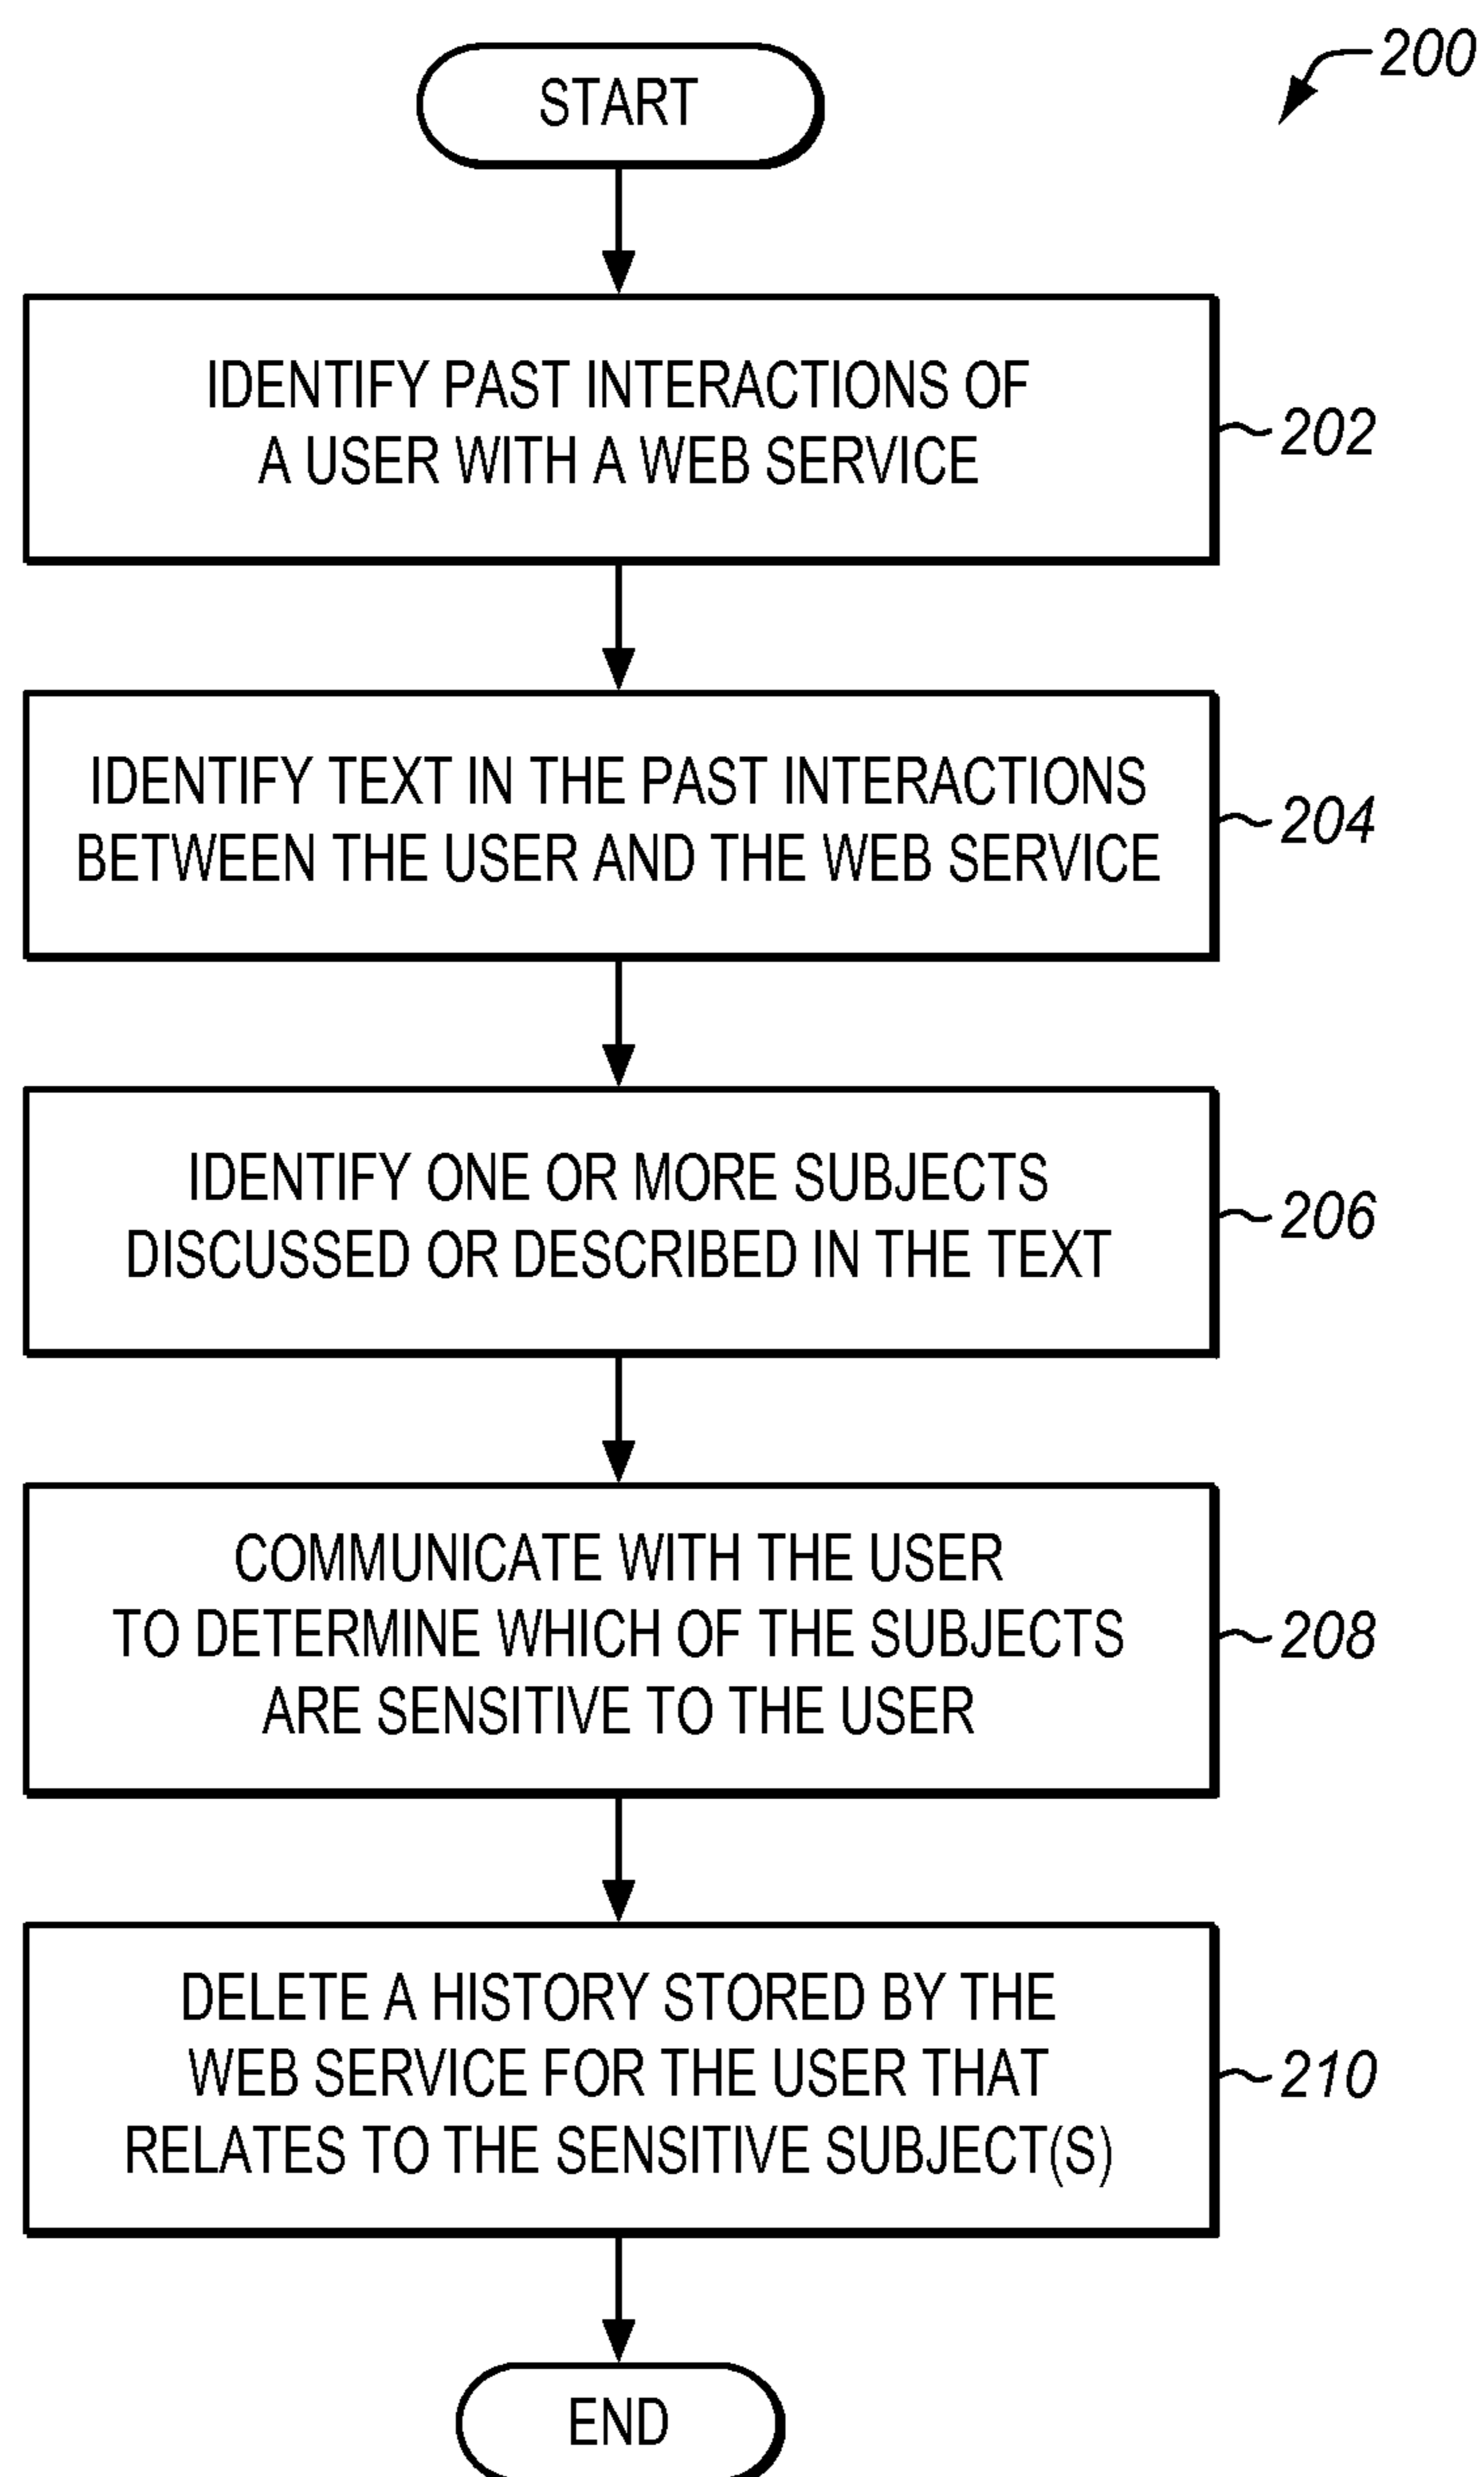 200
START
IDENTIFY PAST INTERACTIONS OF
A USER WITH A WEB SERVICE
202
IDENTIFY TEXT IN THE PAST INTERACTIONS
BETWEEN THE USER AND THE WEB SERVICE
204
IDENTIFY ONE OR MORE SUBJECTS
DISCUSSED OR DESCRIBED IN THE TEXT
206
COMMUNICATE WITH THE USER
TO DETERMINE WHICH OF THE SUBJECTS
ARE SENSITIVE TO THE USER
208
DELETE A HISTORY STORED BY THE
WEB SERVICE FOR THE USER THAT
RELATES TO THE SENSITIVE SUBJECT(S)
210
END